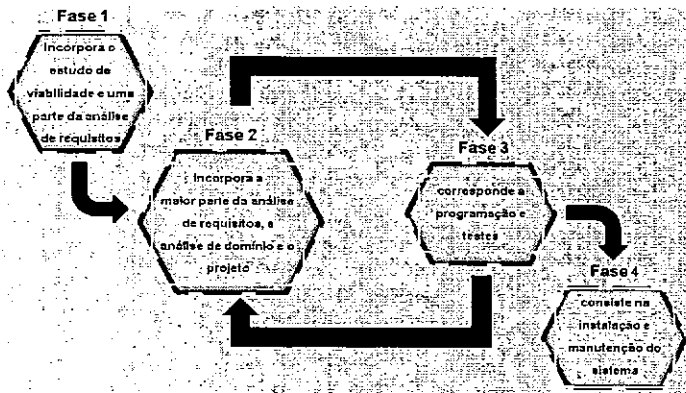 Fase 1
Incorpora o
estudo de
viabilidade e uma
parte da análise
de requisitos
Fase 2
Incorpora a
maior parte da análise
de requisitos, a
análise de domínio e o
projeto
Fase 3
corresponde a
programação e
testes
Fase 4
consiste na
instalação e
manutenção do
sistema